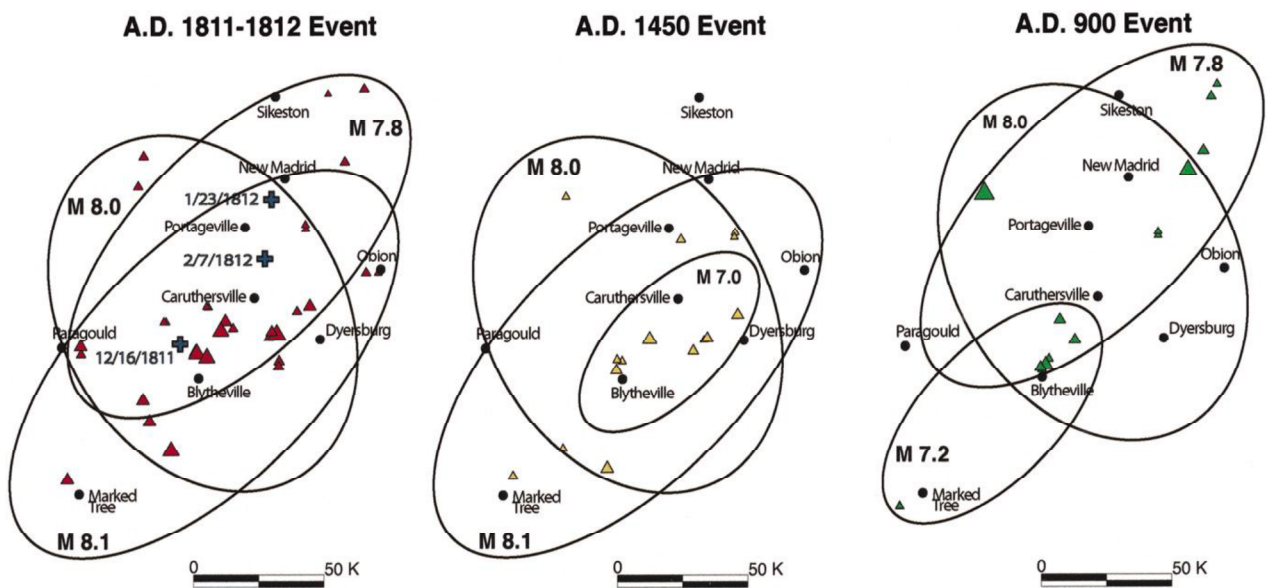 A.D. 1811-1812 Event
Sikeston
M 7.8
New Madrid
M 8.0
1/23/1812
Portageville
2/7/1812
Obion
Caruthersville
Paragould
12/16/1811
Dyersburg
Blytheville
Marked
Tree
M 8.1
0 50 K
A.D. 1450 Event
Sikeston
M 8.0
New Madrid
Portageville
M 7.0
Obion
Caruthersville
Paragould
Dyersburg
Blytheville
Marked
Tree
M 8.1
0 50 K
A.D. 900 Event
M 7.8
Sikeston
M 8.0
New Madrid
Portageville
Obion
Caruthersville
Paragould
Dyersburg
Blytheville
M 7.2
Marked
Tree
0 50 K